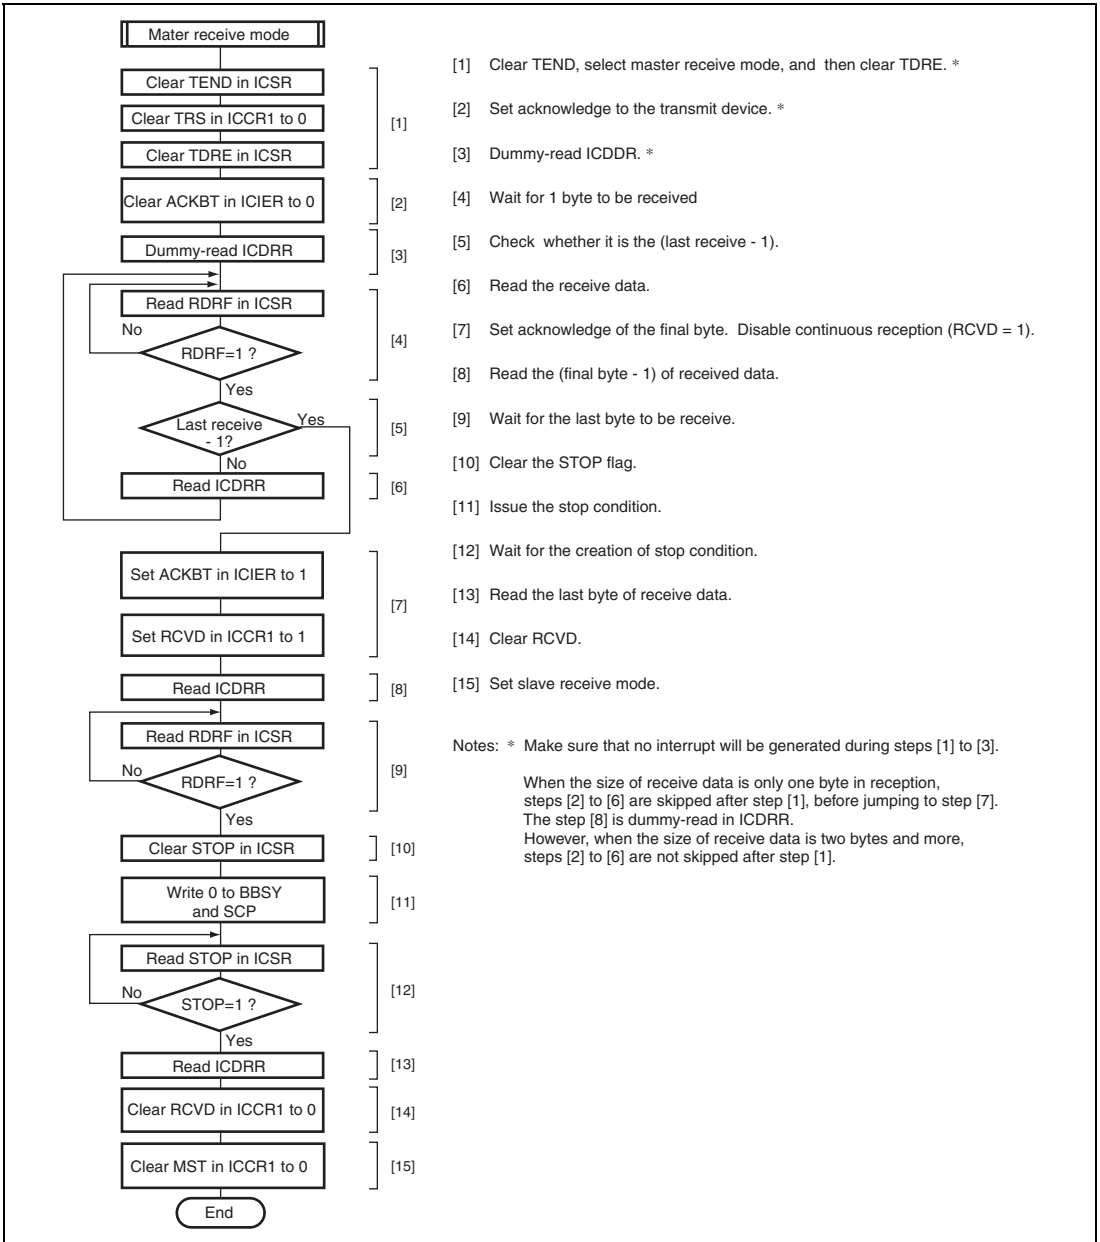 Mater receive mode
Clear TEND in ICSR
Clear TRS in ICCR1 to 0
Clear TDRE in ICSR
[1]
Clear ACKBT in ICIER to 0
[2]
Dummy-read ICDRR
[3]
Read RDRF in ICSR
No
RDRF=1 ?
[4]
Yes
Last receive
- 1?
Yes
[5]
No
Read ICDRR
[6]
Set ACKBT in ICIER to 1
[7]
Set RCVD in ICCR1 to 1
Read ICDRR
[8]
Read RDRF in ICSR
No
RDRF=1 ?
[9]
Yes
Clear STOP in ICSR
[10]
Write 0 to BBSY
and SCP
[11]
Read STOP in ICSR
No
STOP=1 ?
[12]
Yes
Read ICDRR
[13]
Clear RCVD in ICCR1 to 0
[14]
Clear MST in ICCR1 to 0
[15]
End
[1] Clear TEND, select master receive mode, and then clear TDRE. *
[2] Set acknowledge to the transmit device. *
[3] Dummy-read ICDDR. *
[4] Wait for 1 byte to be received
[5] Check whether it is the (last receive - 1).
[6] Read the receive data.
[7] Set acknowledge of the final byte. Disable continuous reception (RCVD = 1).
[8] Read the (final byte - 1) of received data.
[9] Wait for the last byte to be receive.
[10] Clear the STOP flag.
[11] Issue the stop condition.
[12] Wait for the creation of stop condition.
[13] Read the last byte of receive data.
[14] Clear RCVD.
[15] Set slave receive mode.
Notes: * Make sure that no interrupt will be generated during steps [1] to [3].
When the size of receive data is only one byte in reception,
steps [2] to [6] are skipped after step [1], before jumping to step [7].
The step [8] is dummy-read in ICDRR.
However, when the size of receive data is two bytes and more,
steps [2] to [6] are not skipped after step [1].